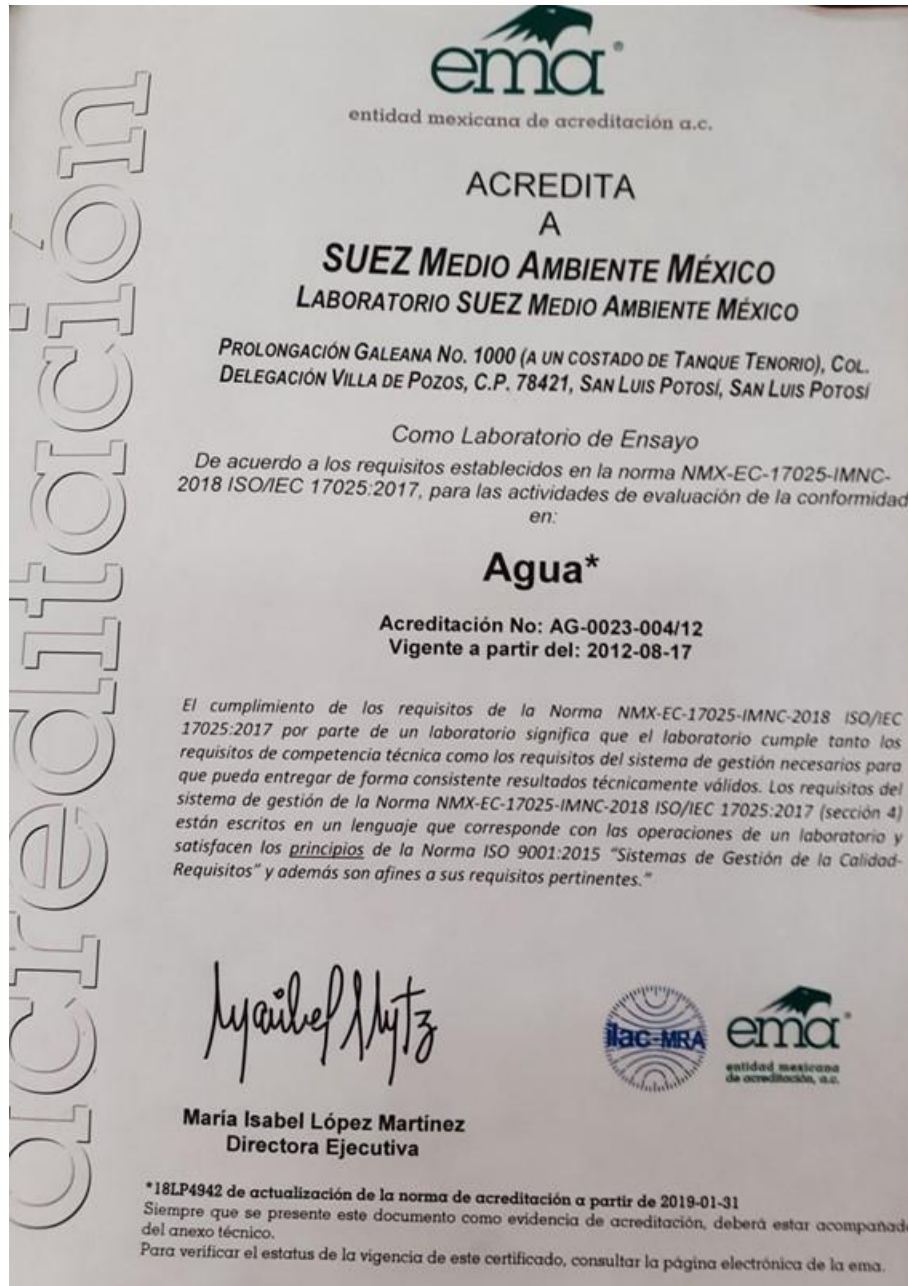 acreditación
ema®
entidad mexicana de acreditación a.c.
ACREDITA
A
SUEZ MEDIO AMBIENTE MÉXICO
LABORATORIO SUEZ MEDIO AMBIENTE MÉXICO
PROLONGACIÓN GALEANA NO. 1000 (A UN COSTADO DE TANQUE TENORIO), COL.
DELEGACIÓN VILLA DE POZOS, C.P. 78421, SAN LUIS POTOSÍ, SAN LUIS POTOSÍ
Como Laboratorio de Ensayo
De acuerdo a los requisitos establecidos en la norma NMX-EC-17025-IMNC-
2018 ISO/IEC 17025:2017, para las actividades de evaluación de la conformidad
en:
Agua*
Acreditación No: AG-0023-004/12
Vigente a partir del: 2012-08-17
El cumplimiento de los requisitos de la Norma NMX-EC-17025-IMNC-2018 ISO/IEC
17025:2017 por parte de un laboratorio significa que el laboratorio cumple tanto los
requisitos de competencia técnica como los requisitos del sistema de gestión necesarios para
que pueda entregar de forma consistente resultados técnicamente válidos. Los requisitos del
sistema de gestión de la Norma NMX-EC-17025-IMNC-2018 ISO/IEC 17025:2017 (sección 4)
están escritos en un lenguaje que corresponde con las operaciones de un laboratorio y
satisfacen los principios de la Norma ISO 9001:2015 “Sistemas de Gestión de la Calidad-
Requisitos” y además son afines a sus requisitos pertinentes.”
ilac-MRA
ema®
entidad mexicana
de acreditación, a.c.
María Isabel López Martínez
Directora Ejecutiva
*18LP4942 de actualización de la norma de acreditación a partir de 2019-01-31
Siempre que se presente este documento como evidencia de acreditación, deberá estar acompañado
del anexo técnico.
Para verificar el estatus de la vigencia de este certificado, consultar la página electrónica de la ema.